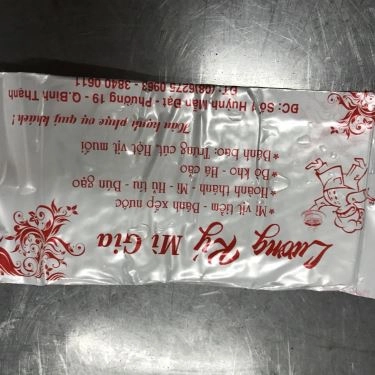 Lương Ký Mì Gia
* Mì vịt tiềm - Bánh xếp nước
* Hoành thánh - Mì - Hủ tíu - Bún gạo
* Bò kho - Há cảo
* Bánh bao: Trứng cút, Hột vịt muối
Hân hạnh phục vụ quý khách!
ĐC: Số 1 Huỳnh Mẫn Đạt - Phường 19 - Q.Bình Thạnh
ĐT: (08)6275 0963 - 3840 0611